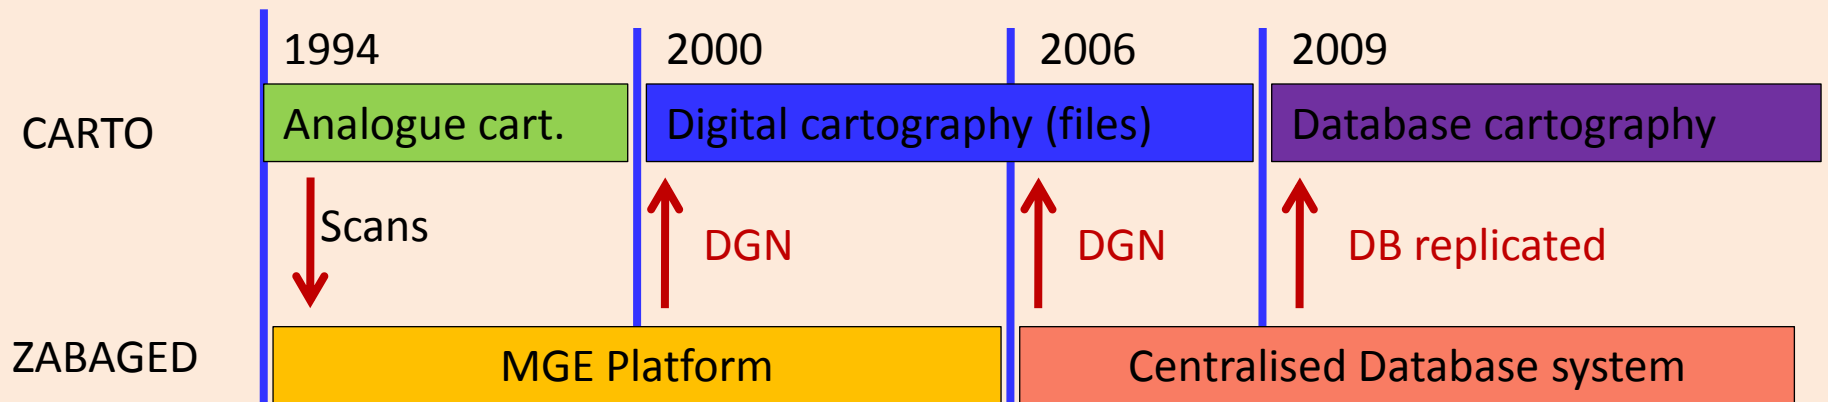 1994
2000
2006
2009
CARTO
Analogue cart.
Digital cartography (files)
Database cartography
Scans
DGN
DGN
DB replicated
ZABAGED
MGE Platform
Centralised Database system